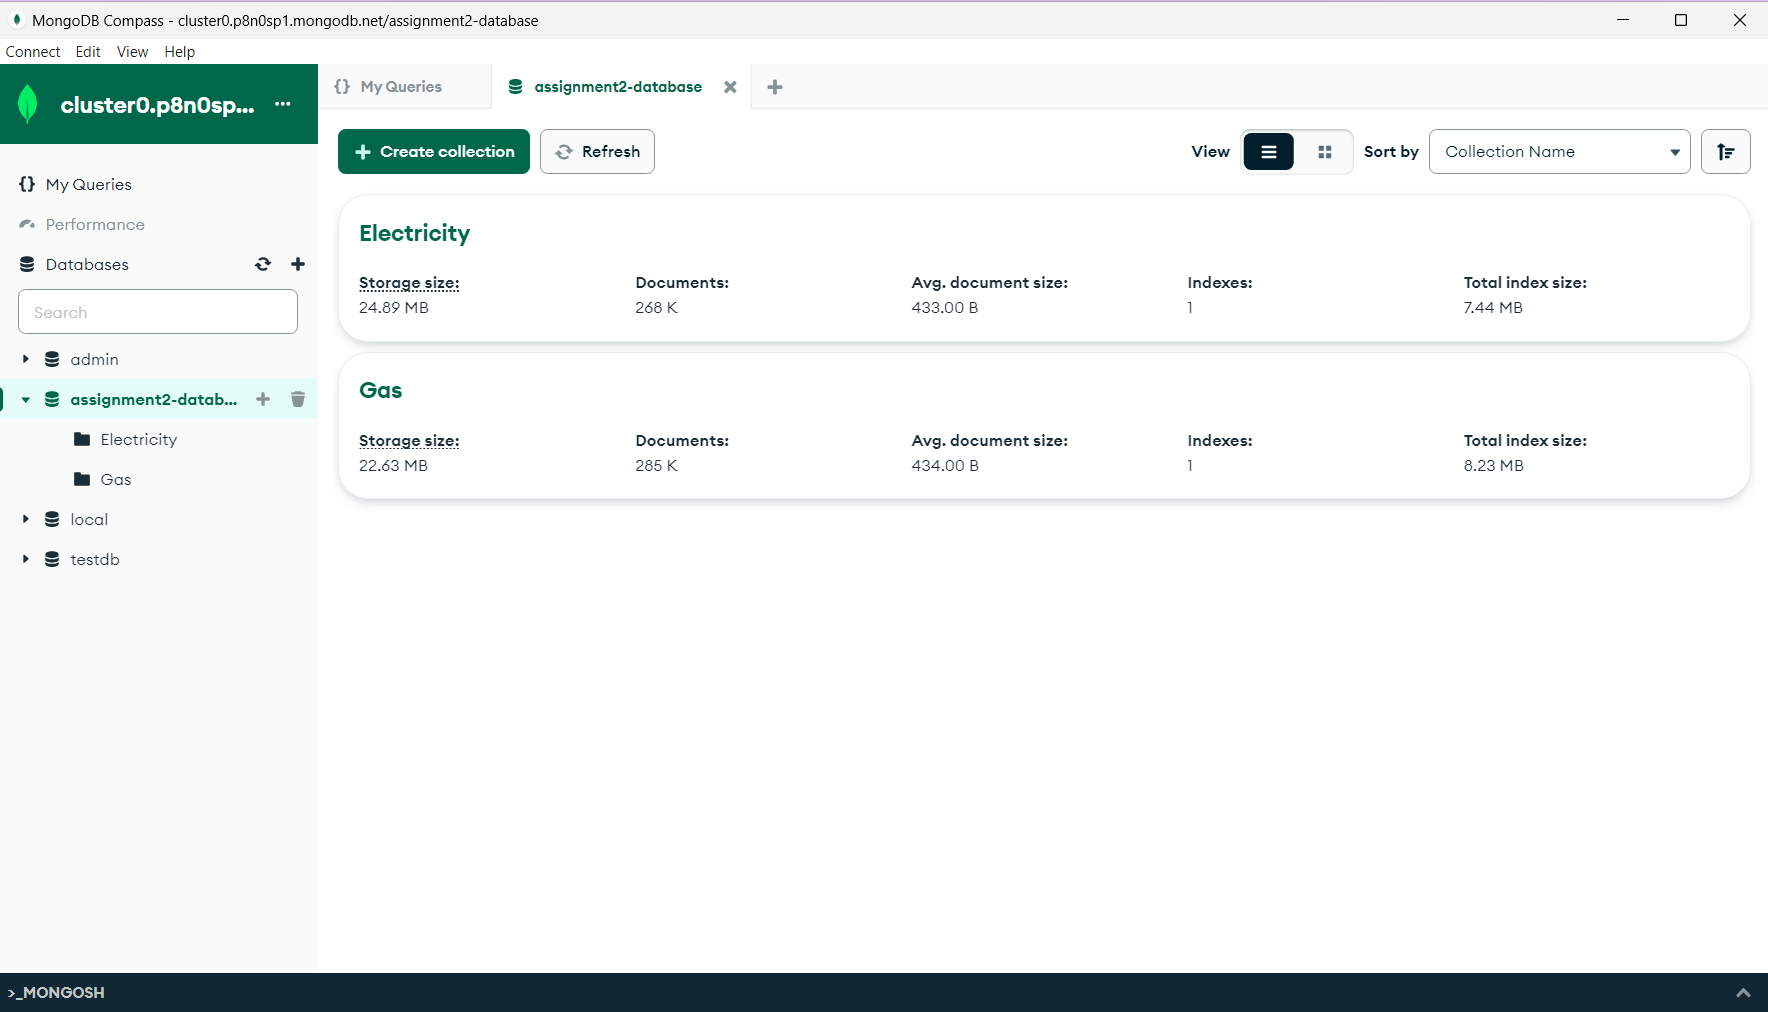 MongoDB Compass - cluster0.p8n0sp1.mongodb.net/assignment2-database
Connect Edit View Help
cluster0.p8n0sp... ...
{} My Queries
Performance
Databases
Search
admin
assignment2-datab...
Electricity
Gas
local
testdb
{} My Queries
assignment2-database
Create collection
Refresh
View
Sort by
Collection Name
Electricity
Storage size: Documents: Avg. document size: Indexes: Total index size:
24.89 MB 268 K 433.00 B 1 7.44 MB
Gas
Storage size: Documents: Avg. document size: Indexes: Total index size:
22.63 MB 285 K 434.00 B 1 8.23 MB
>_MONGOSH